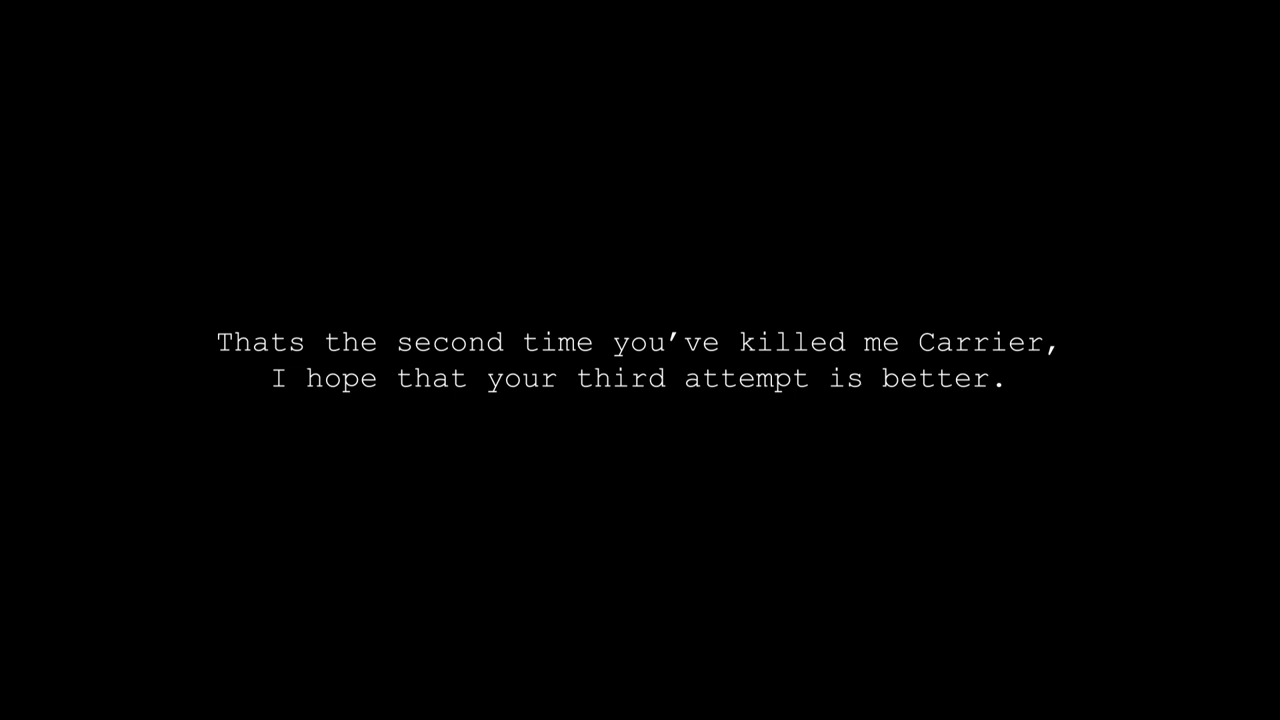 Thats the second time you’ve killed me Carrier,
I hope that your third attempt is better.